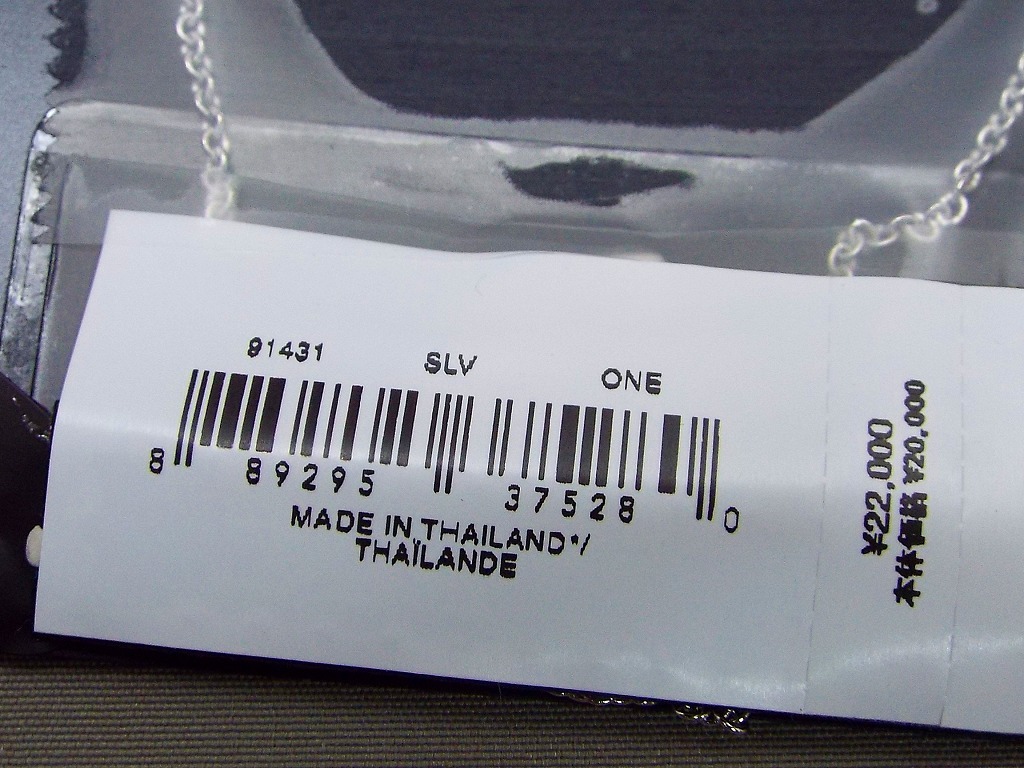 91431 SLV ONE
8 89295 37528 0
MADE IN THAILAND*/
THAÏLANDE
¥22,000
本体価格 ¥20,000